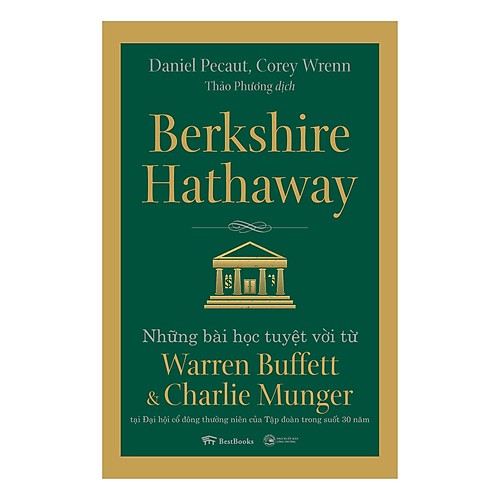 Daniel Pecaut, Corey Wrenn
Thảo Phương dịch
Berkshire
Hathaway
Những bài học tuyệt vời từ
Warren Buffett
& Charlie Munger
tại Đại hội cổ đông thường niên của Tập đoàn trong suốt 30 năm
BestBooks